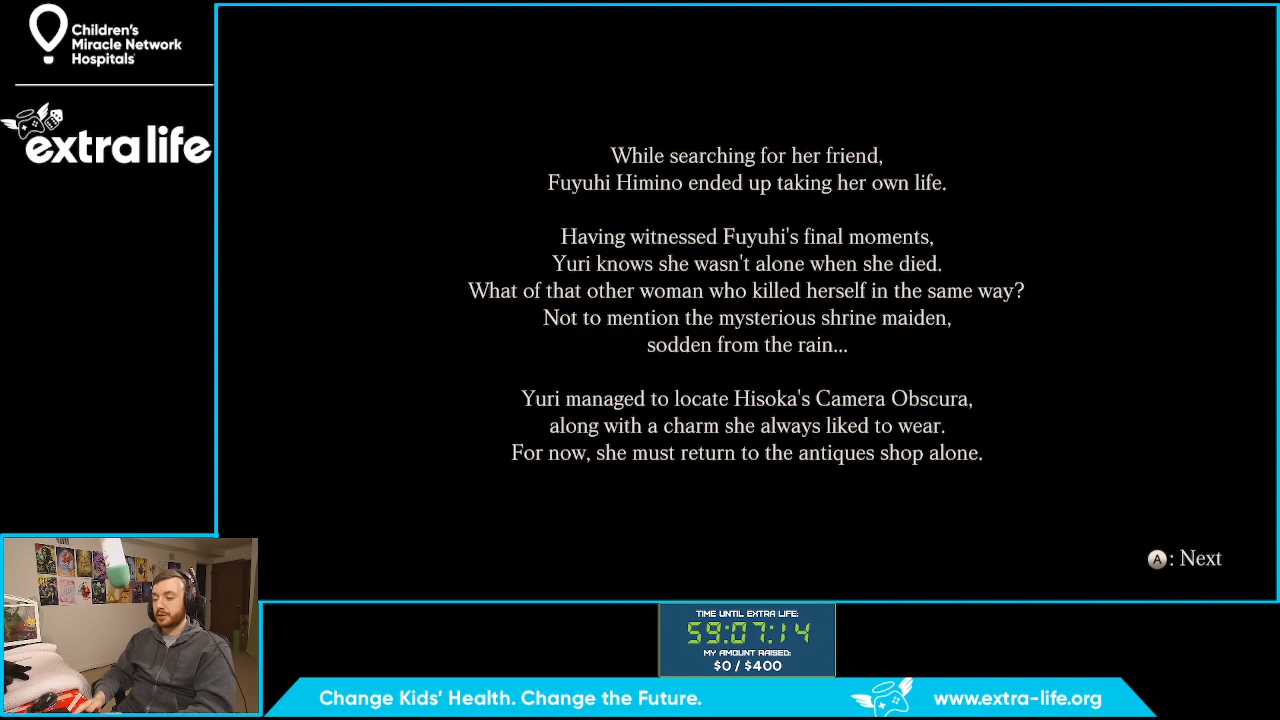 Children's
Miracle Network
Hospitals
extralife
While searching for her friend,
Fuyuhi Himino ended up taking her own life.
Having witnessed Fuyuhi's final moments,
Yuri knows she wasn't alone when she died.
What of that other woman who killed herself in the same way?
Not to mention the mysterious shrine maiden,
sodden from the rain...
Yuri managed to locate Hisoka's Camera Obscura,
along with a charm she always liked to wear.
For now, she must return to the antiques shop alone.
A: Next
TIME UNTIL EXTRA LIFE:
59:07:14
MY AMOUNT RAISED:
$0 / $400
Change Kids' Health. Change the Future.
www.extra-life.org